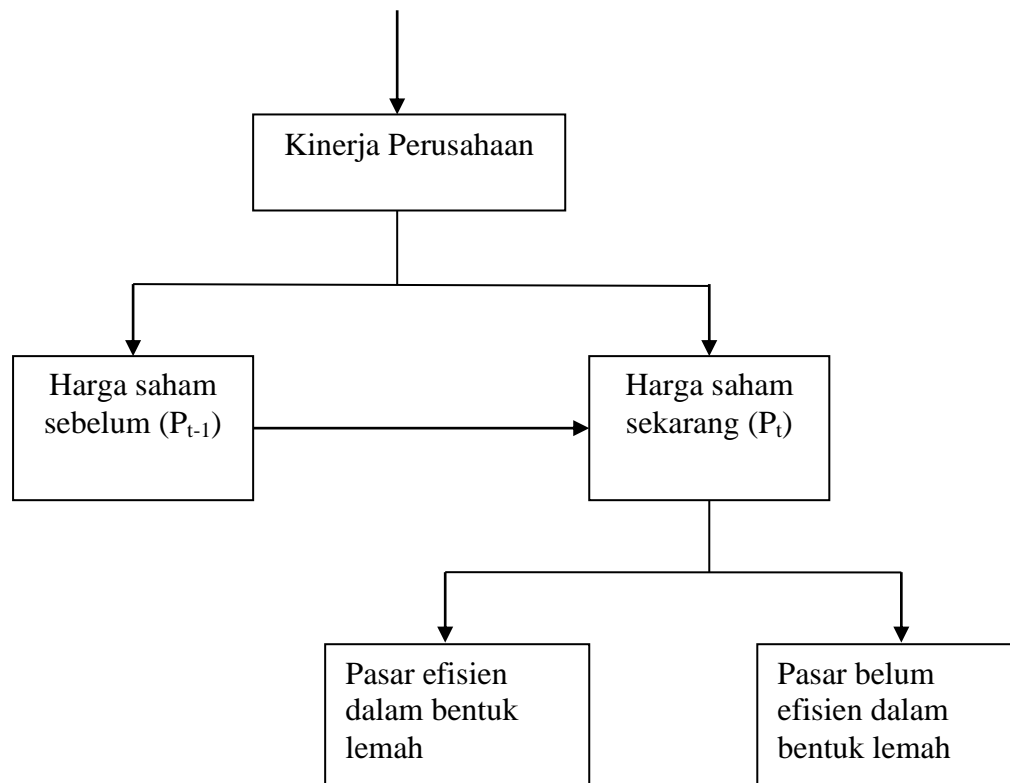 Kinerja Perusahaan
Harga saham
sebelum (Pt-1)
Harga saham
sekarang (Pt)
Pasar efisien
dalam bentuk
lemah
Pasar belum
efisien dalam
bentuk lemah